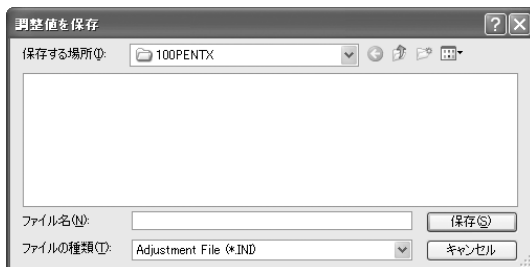 調整値を保存
保存する場所(I): 100PENTX
ファイル名(N): 保存(S)
ファイルの種類(T): Adjustment File (*.IND) キャンセル